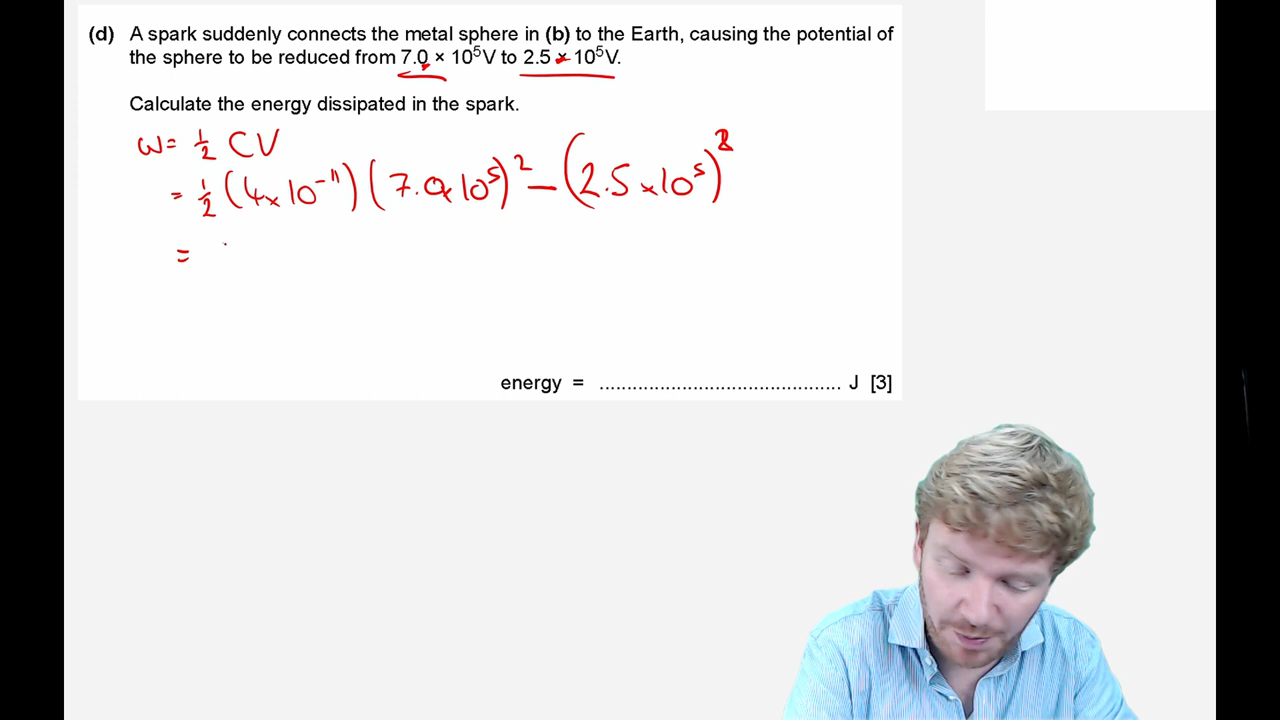 (d) A spark suddenly connects the metal sphere in (b) to the Earth, causing the potential of
the sphere to be reduced from 7.0 × 10⁵V to 2.5 × 10⁵V.
Calculate the energy dissipated in the spark.
W = ½ CV
= ½ (4 × 10⁻¹¹) (7.0 × 10⁵)² − (2.5 × 10⁵)²
=
energy = .......................................... J [3]